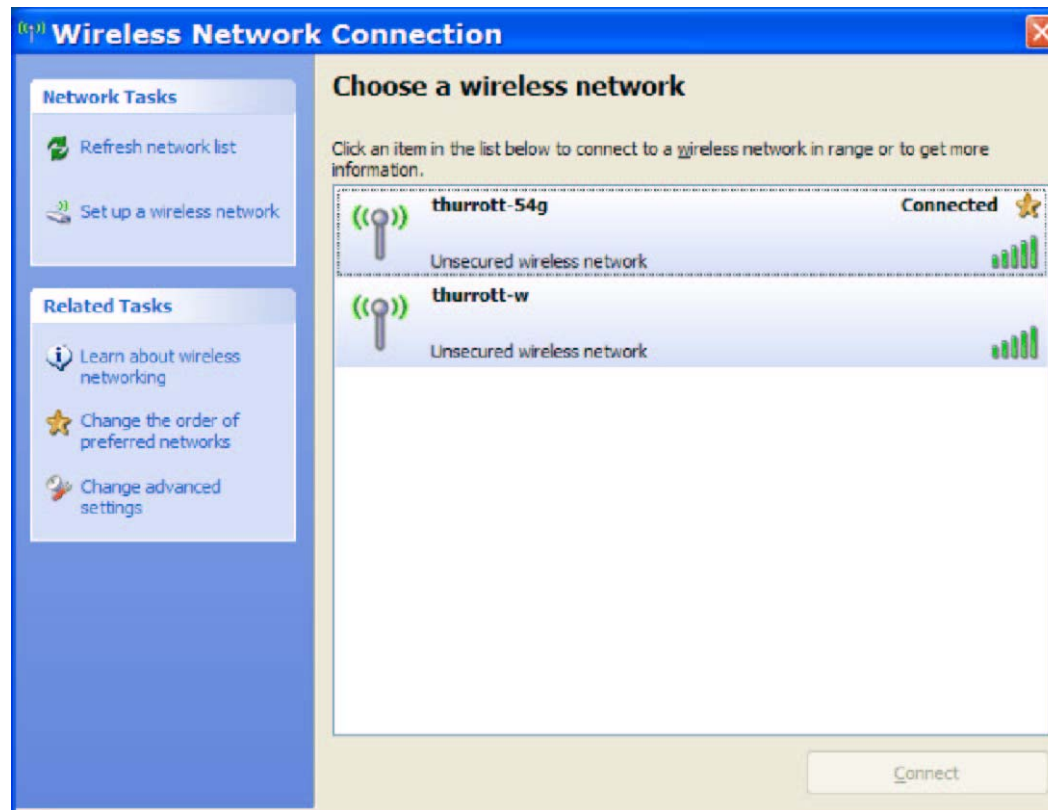 Wireless Network Connection
Network Tasks
Refresh network list
Set up a wireless network
Related Tasks
Learn about wireless
networking
Change the order of
preferred networks
Change advanced
settings
Choose a wireless network
Click an item in the list below to connect to a wireless network in range or to get more
information.
thurrott-54g Connected
Unsecured wireless network
thurrott-w
Unsecured wireless network
Connect